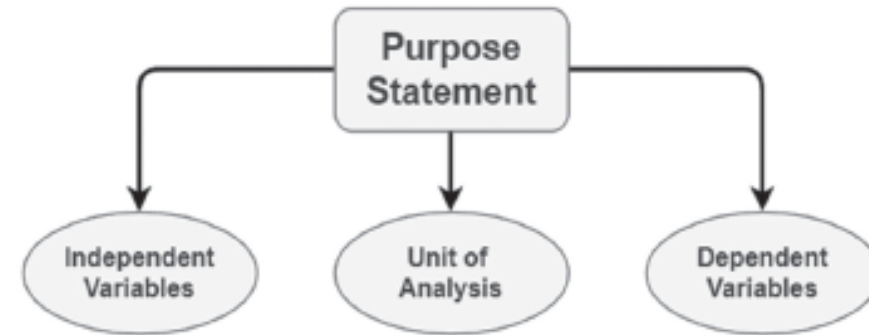 Purpose
Statement
Independent
Variables
Unit of
Analysis
Dependent
Variables